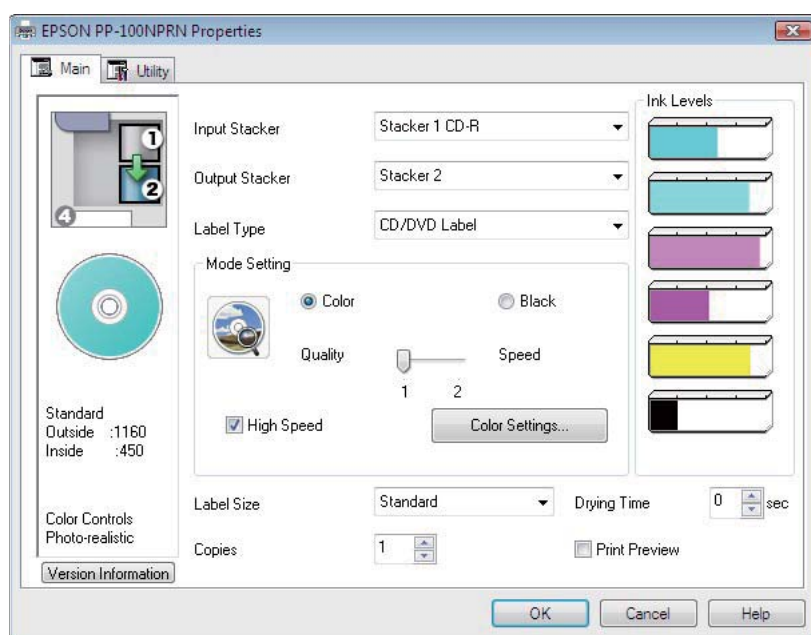 EPSON PP-100NPRN Properties
Main
Utility
1
2
4
Standard
Outside :1160
Inside :450
Color Controls
Photo-realistic
Version Information
Input Stacker
Stacker 1 CD-R
Output Stacker
Stacker 2
Label Type
CD/DVD Label
Mode Setting
Color
Black
Quality
Speed
1 2
High Speed
Color Settings...
Label Size
Standard
Drying Time
0
sec
Copies
1
Print Preview
Ink Levels
OK
Cancel
Help